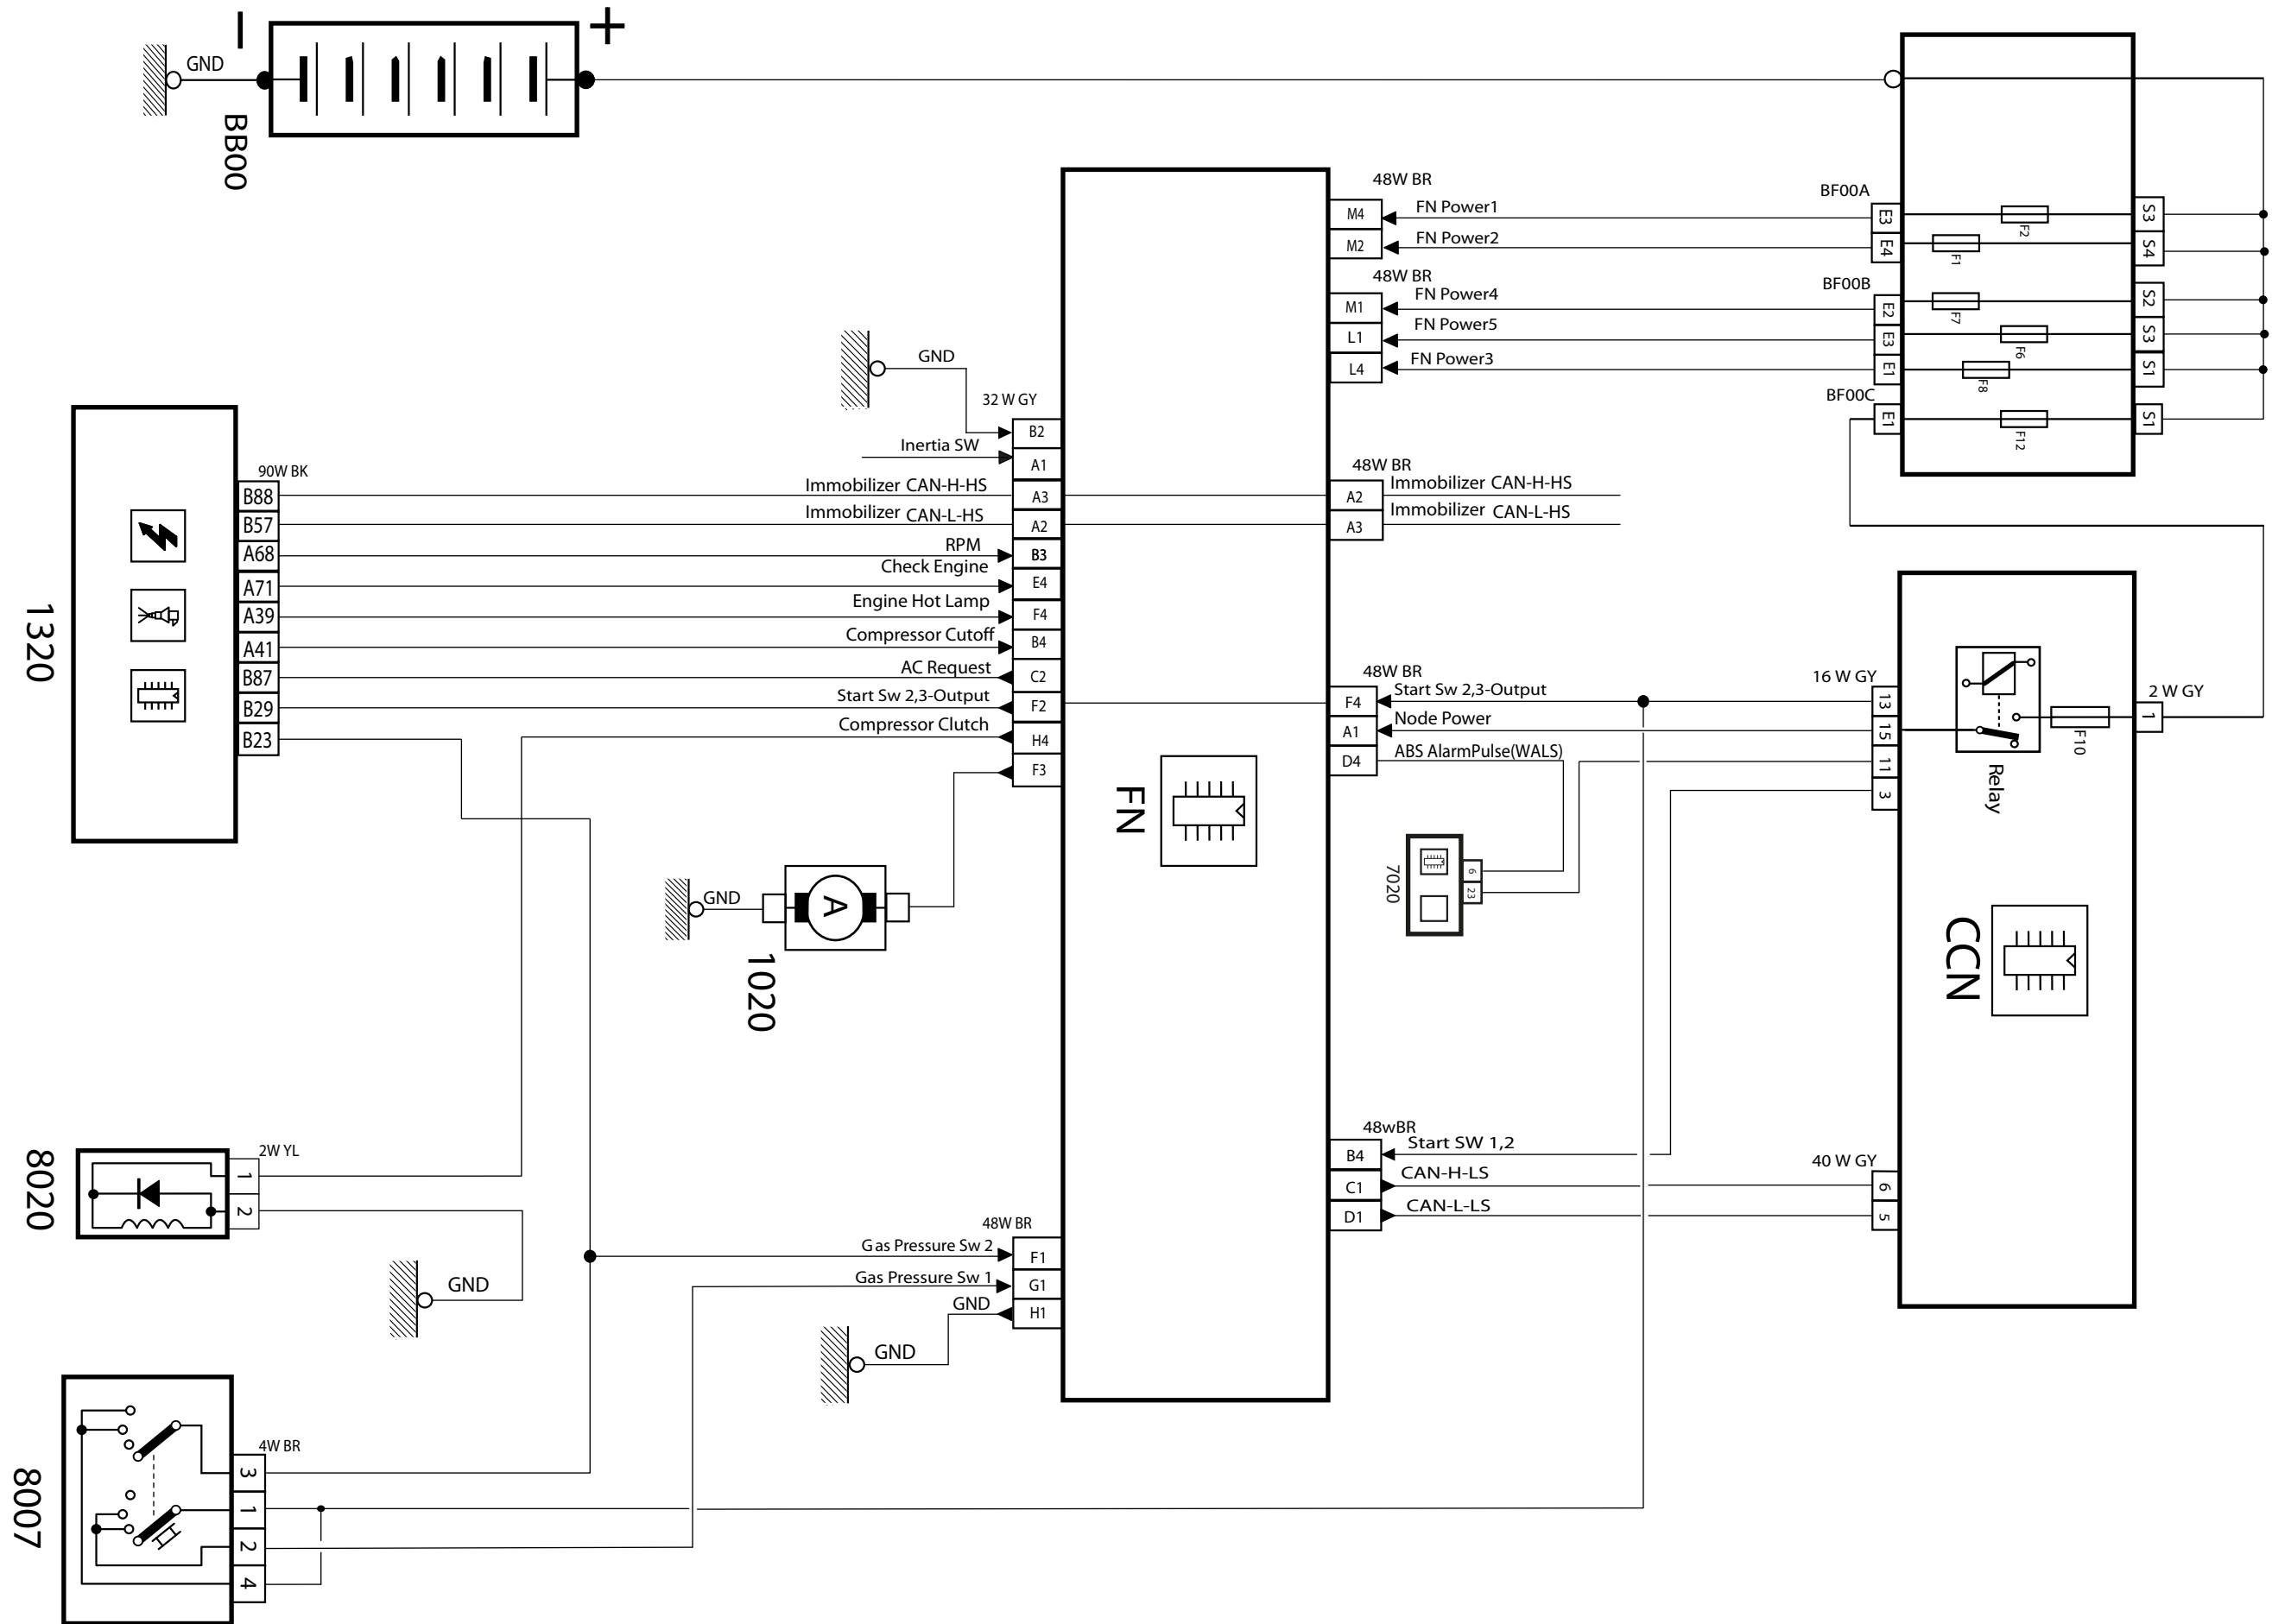 − +
GND
BB00
48W BR
M4 FN Power1
M2 FN Power2
48W BR
M1 FN Power4
L1 FN Power5
L4 FN Power3
BF00A
E3 F2 S3
E4 F1 S4
BF00B
E2 F7 S2
E3 F6 S3
E1 F8 S1
BF00C
E1 F12 S1
GND
32 W GY
B2
Inertia SW A1
1320
90W BK
B88 Immobilizer CAN-H-HS A3
B57 Immobilizer CAN-L-HS A2
A68 RPM B3
A71 Check Engine E4
A39 Engine Hot Lamp F4
A41 Compressor Cutoff B4
B87 AC Request C2
B29 Start Sw 2,3-Output F2
B23 Compressor Clutch H4
F3
48W BR
A2 Immobilizer CAN-H-HS
A3 Immobilizer CAN-L-HS
48W BR
F4 Start Sw 2,3-Output
A1 Node Power
D4 ABS AlarmPulse(WALS)
16 W GY
13
15
11
3
2 W GY
1
F10
Relay
FN
CCN
7020
6
23
GND
A
1020
48wBR
B4 Start SW 1,2
C1 CAN-H-LS
D1 CAN-L-LS
40 W GY
6
5
8020
2W YL
1
2
GND
48W BR
Gas Pressure Sw 2 F1
Gas Pressure Sw 1 G1
GND H1
GND
8007
4W BR
3
1
2
4